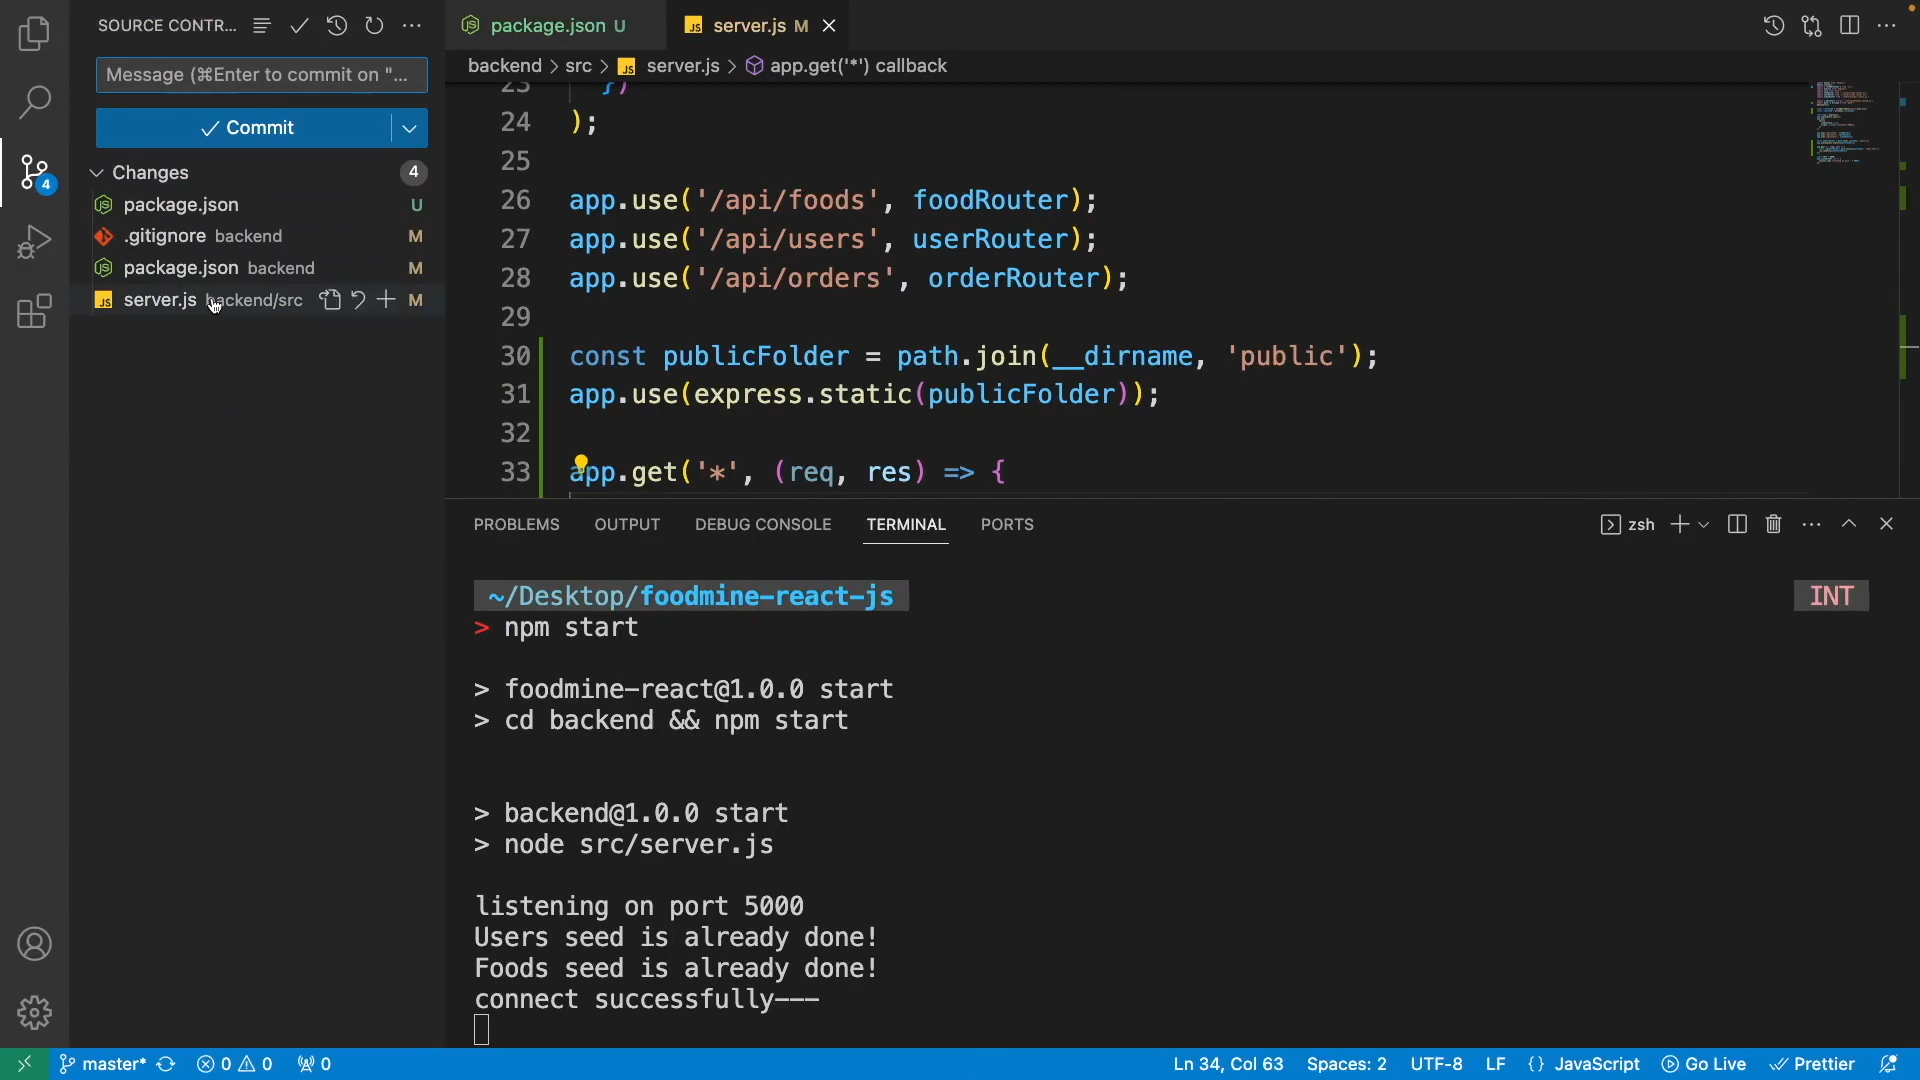 SOURCE CONTR...
Message (⌘Enter to commit on "...
Commit
Changes 4
package.json U
.gitignore backend M
package.json backend M
server.js backend/src M
4
package.json U
server.js M
backend > src > server.js > app.get('*') callback
23 })
24 );
25
26 app.use('/api/foods', foodRouter);
27 app.use('/api/users', userRouter);
28 app.use('/api/orders', orderRouter);
29
30 const publicFolder = path.join(__dirname, 'public');
31 app.use(express.static(publicFolder));
32
33 app.get('*', (req, res) => {
PROBLEMS OUTPUT DEBUG CONSOLE TERMINAL PORTS zsh
~/Desktop/foodmine-react-js INT
> npm start
> foodmine-react@1.0.0 start
> cd backend && npm start
> backend@1.0.0 start
> node src/server.js
listening on port 5000
Users seed is already done!
Foods seed is already done!
connect successfully---
master* 0 0 0 Ln 34, Col 63 Spaces: 2 UTF-8 LF {} JavaScript Go Live Prettier